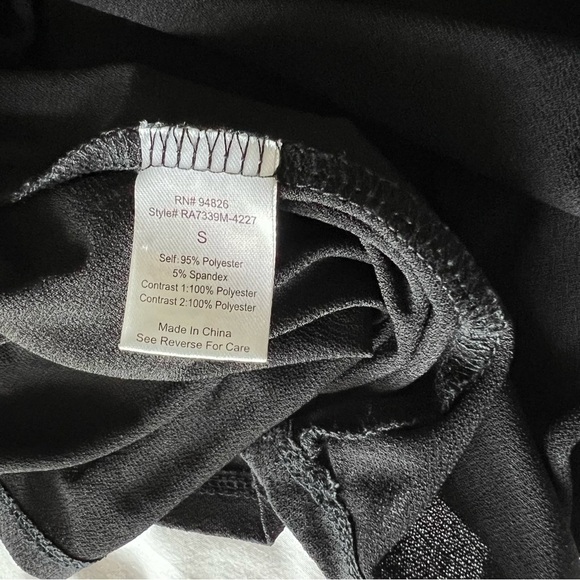 RN# 94826
Style# RA7339M-4227
S
Self: 95% Polyester
5% Spandex
Contrast 1:100% Polyester
Contrast 2:100% Polyester
Made In China
See Reverse For Care